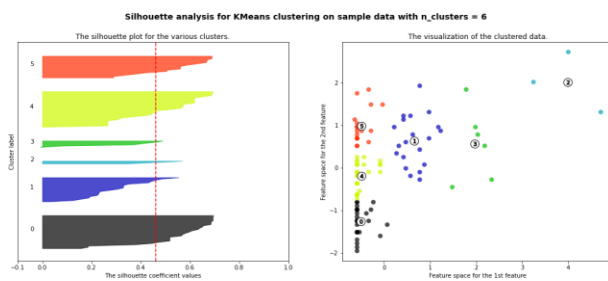 Silhouette analysis for KMeans clustering on sample data with n_clusters = 6
The silhouette plot for the various clusters.
5
4
3
2
1
0
Cluster label
−0.1 0.0 0.2 0.4 0.6 0.8 1.0
The silhouette coefficient values
The visualization of the clustered data.
2
1
0
−1
−2
Feature space for the 2nd feature
5
4
0
1
3
2
0 1 2 3 4
Feature space for the 1st feature